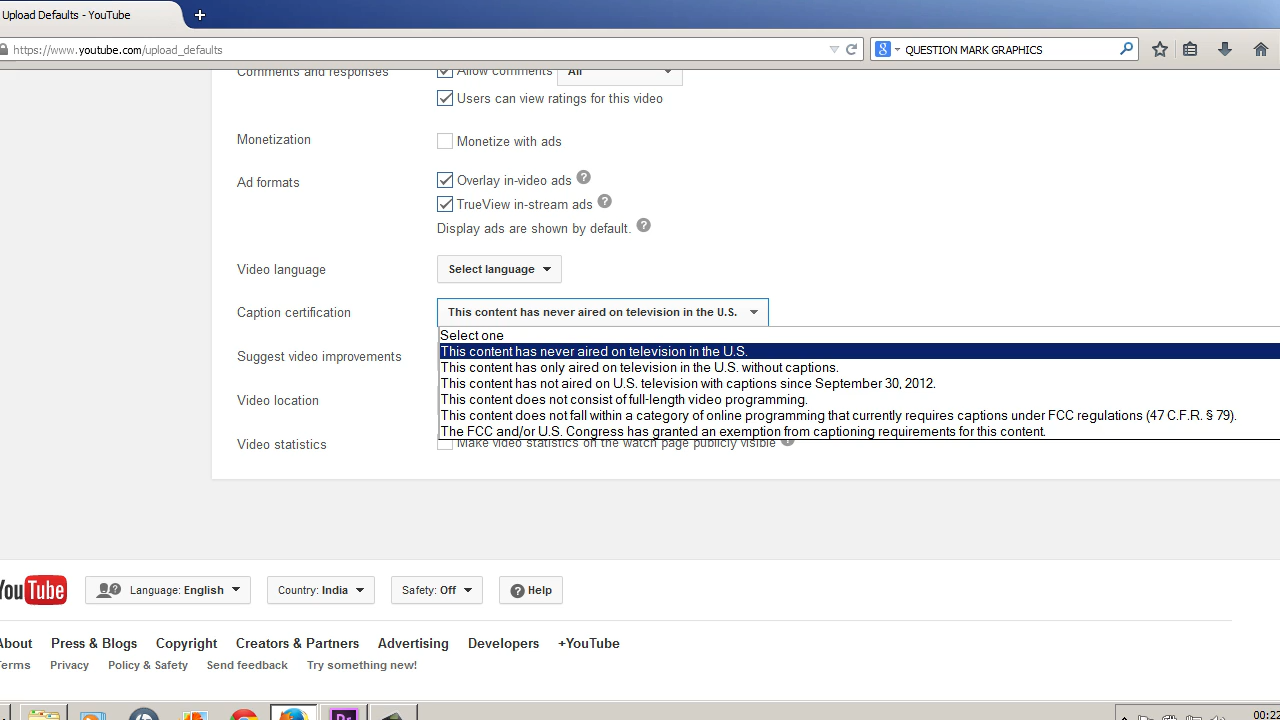 Upload Defaults - YouTube
https://www.youtube.com/upload_defaults
QUESTION MARK GRAPHICS
Comments and responses Allow comments All
Users can view ratings for this video
Monetization Monetize with ads
Ad formats Overlay in-video ads ?
TrueView in-stream ads ?
Display ads are shown by default. ?
Video language Select language
Caption certification This content has never aired on television in the U.S.
Select one
This content has never aired on television in the U.S.
Suggest video improvements
This content has only aired on television in the U.S. without captions.
This content has not aired on U.S. television with captions since September 30, 2012.
Video location This content does not consist of full-length video programming.
This content does not fall within a category of online programming that currently requires captions under FCC regulations (47 C.F.R. § 79).
The FCC and/or U.S. Congress has granted an exemption from captioning requirements for this content.
Video statistics Make video statistics on the watch page publicly visible ?
YouTube Language: English Country: India Safety: Off ? Help
About Press & Blogs Copyright Creators & Partners Advertising Developers +YouTube
Terms Privacy Policy & Safety Send feedback Try something new!
00:22